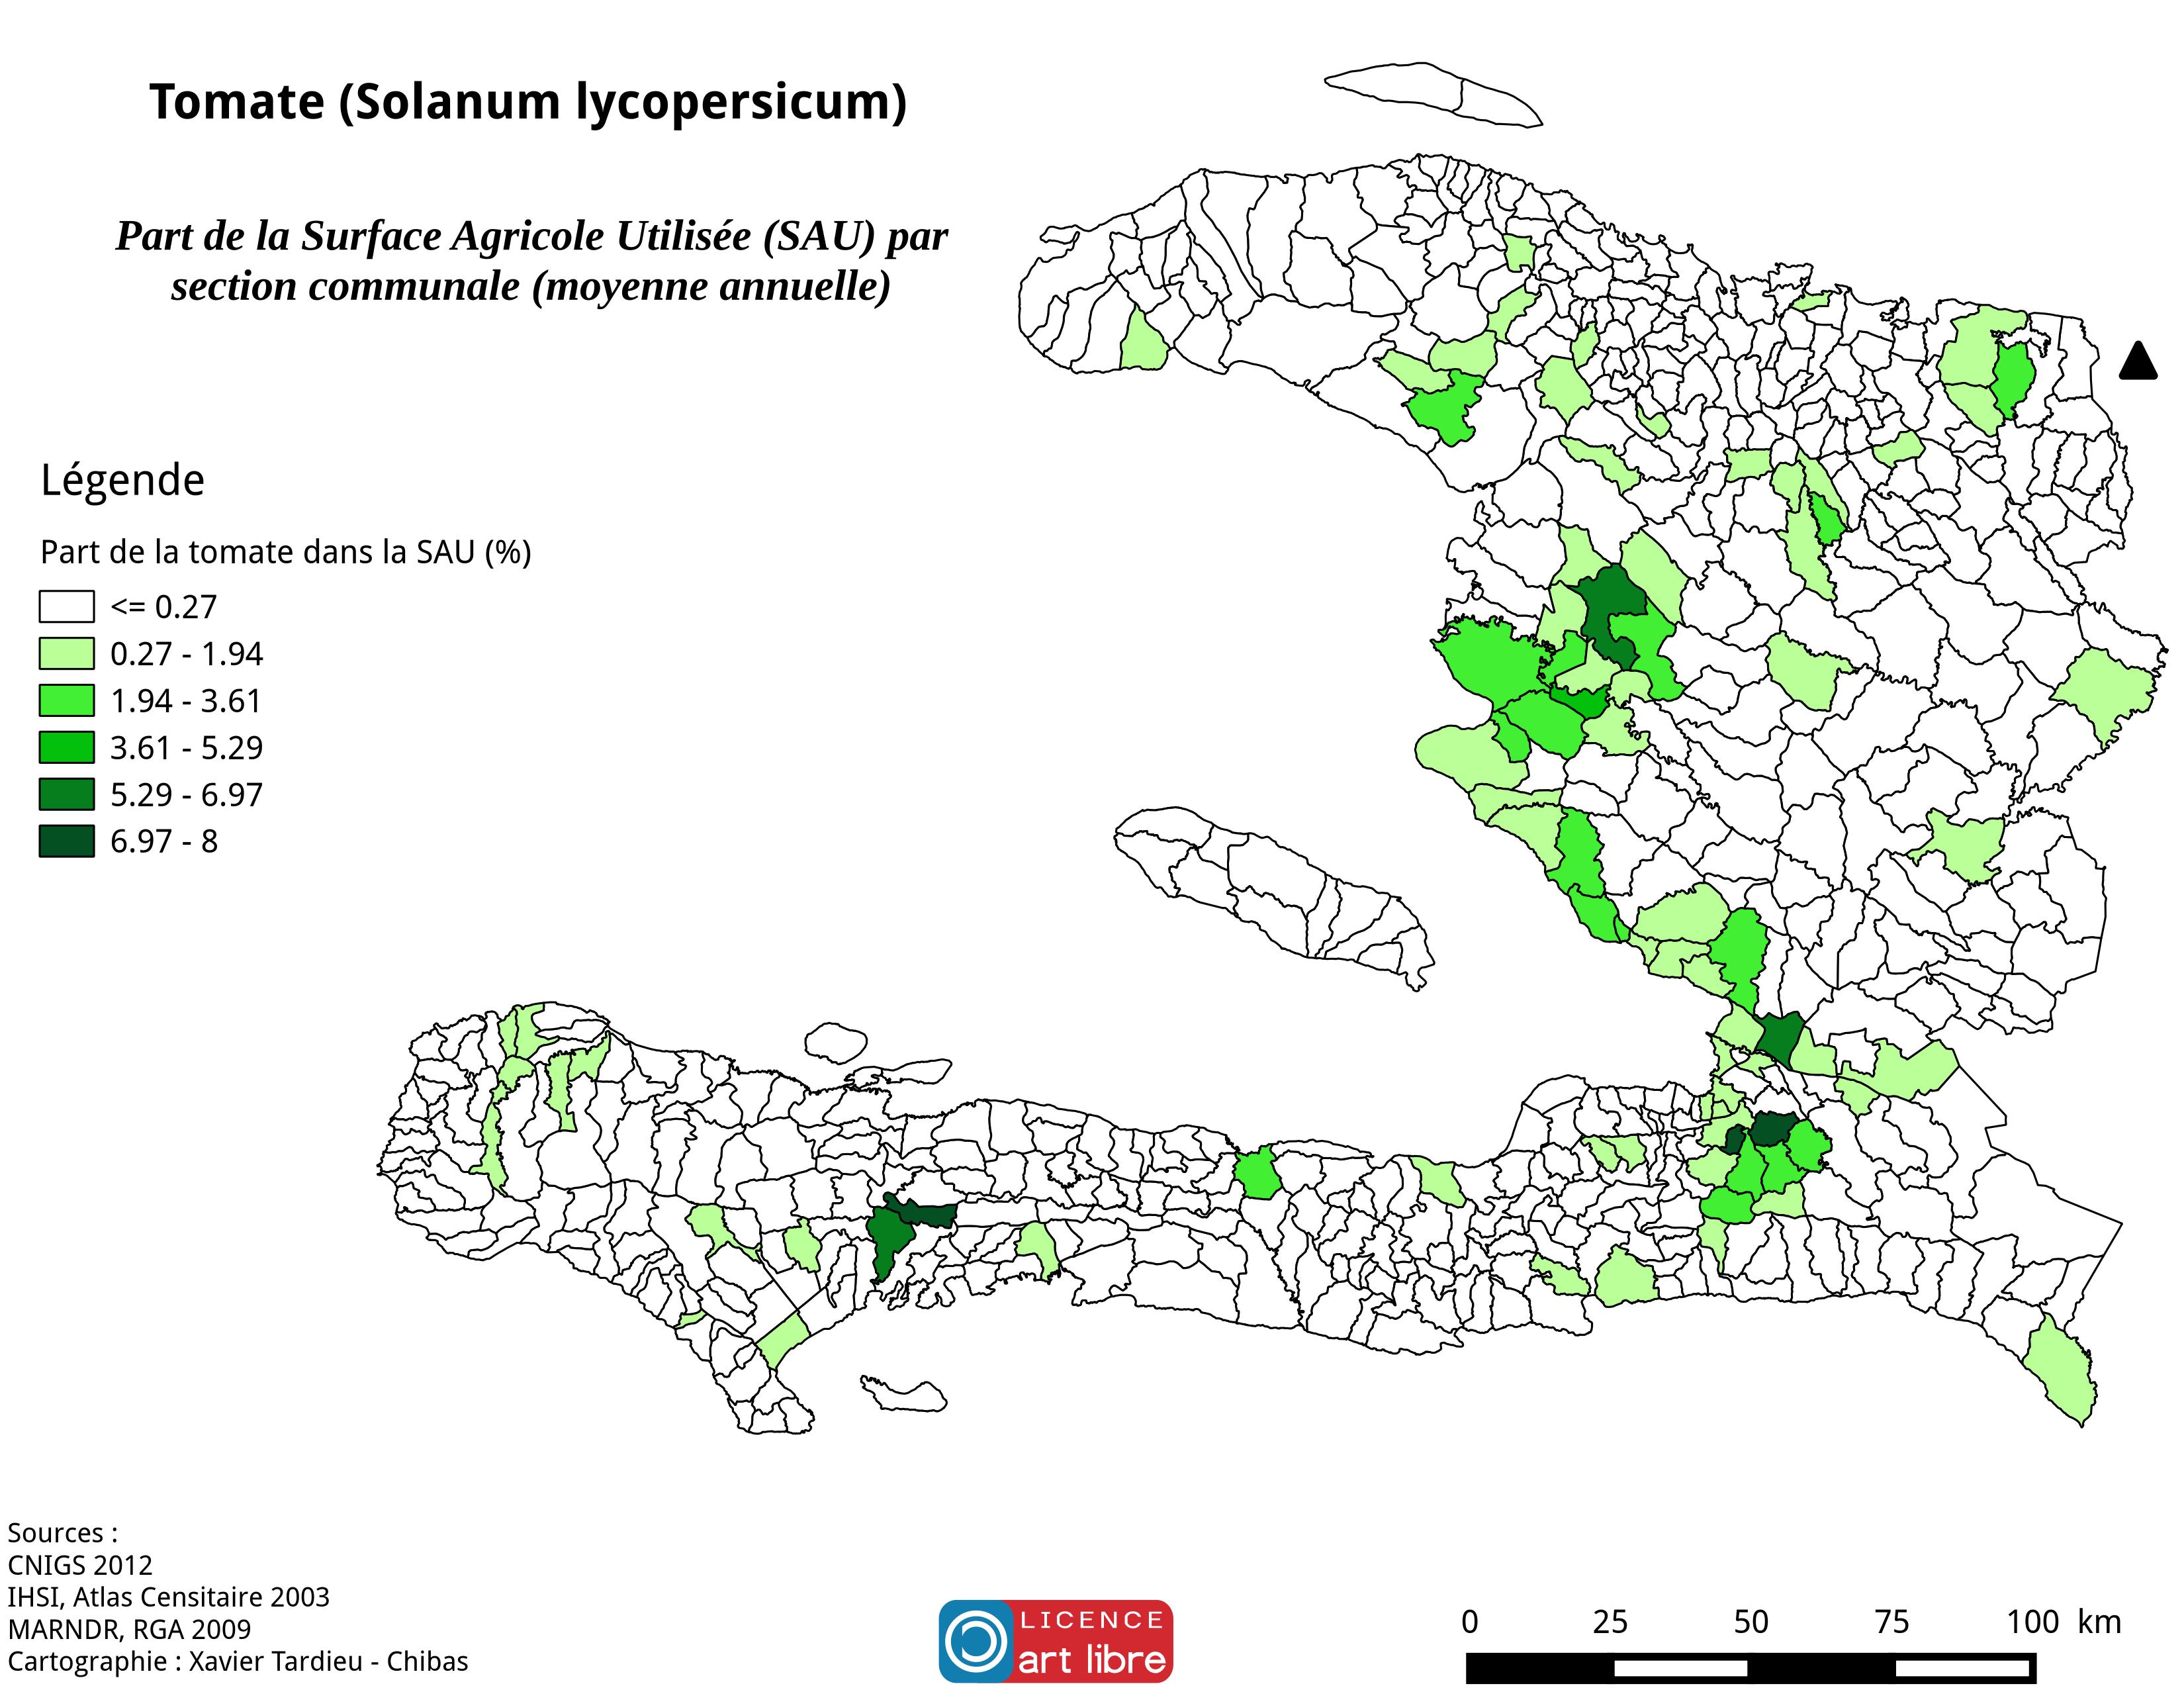 Tomate (Solanum lycopersicum)
Part de la Surface Agricole Utilisée (SAU) par
section communale (moyenne annuelle)
Légende
Part de la tomate dans la SAU (%)
<= 0.27
0.27 - 1.94
1.94 - 3.61
3.61 - 5.29
5.29 - 6.97
6.97 - 8
Sources :
CNIGS 2012
IHSI, Atlas Censitaire 2003
MARNDR, RGA 2009
Cartographie : Xavier Tardieu - Chibas
LICENCE
art libre
0 25 50 75 100 km